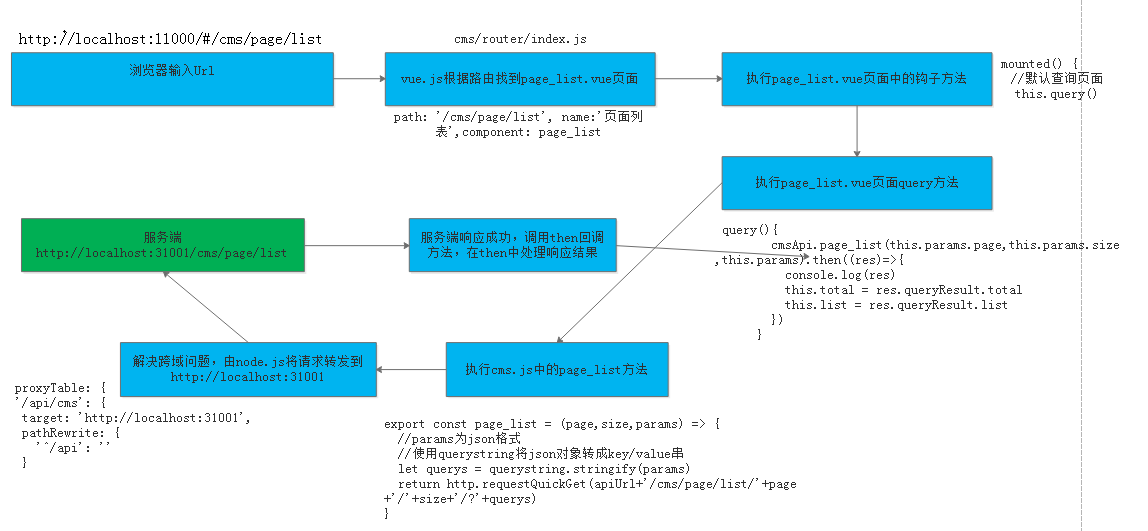 http://localhost:11000/#/cms/page/list
浏览器输入Url
cms/router/index.js
vue.js根据路由找到page_list.vue页面
path: '/cms/page/list', name:'页面列
表',component: page_list
执行page_list.vue页面中的钩子方法
mounted() {
//默认查询页面
this.query()
执行page_list.vue页面query方法
服务端
http://localhost:31001/cms/page/list
服务端响应成功，调用then回调
方法，在then中处理响应结果
query(){
cmsApi.page_list(this.params.page,this.params.size
,this.params).then((res)=>{
console.log(res)
this.total = res.queryResult.total
this.list = res.queryResult.list
})
}
解决跨域问题，由node.js将请求转发到
http://localhost:31001
执行cms.js中的page_list方法
proxyTable: {
'/api/cms': {
target: 'http://localhost:31001',
pathRewrite: {
'^/api': ''
}
export const page_list = (page,size,params) => {
//params为json格式
//使用querystring将json对象转成key/value串
let querys = querystring.stringify(params)
return http.requestQuickGet(apiUrl+'/cms/page/list/'+page
+'/'+size+'/?'+querys)
}